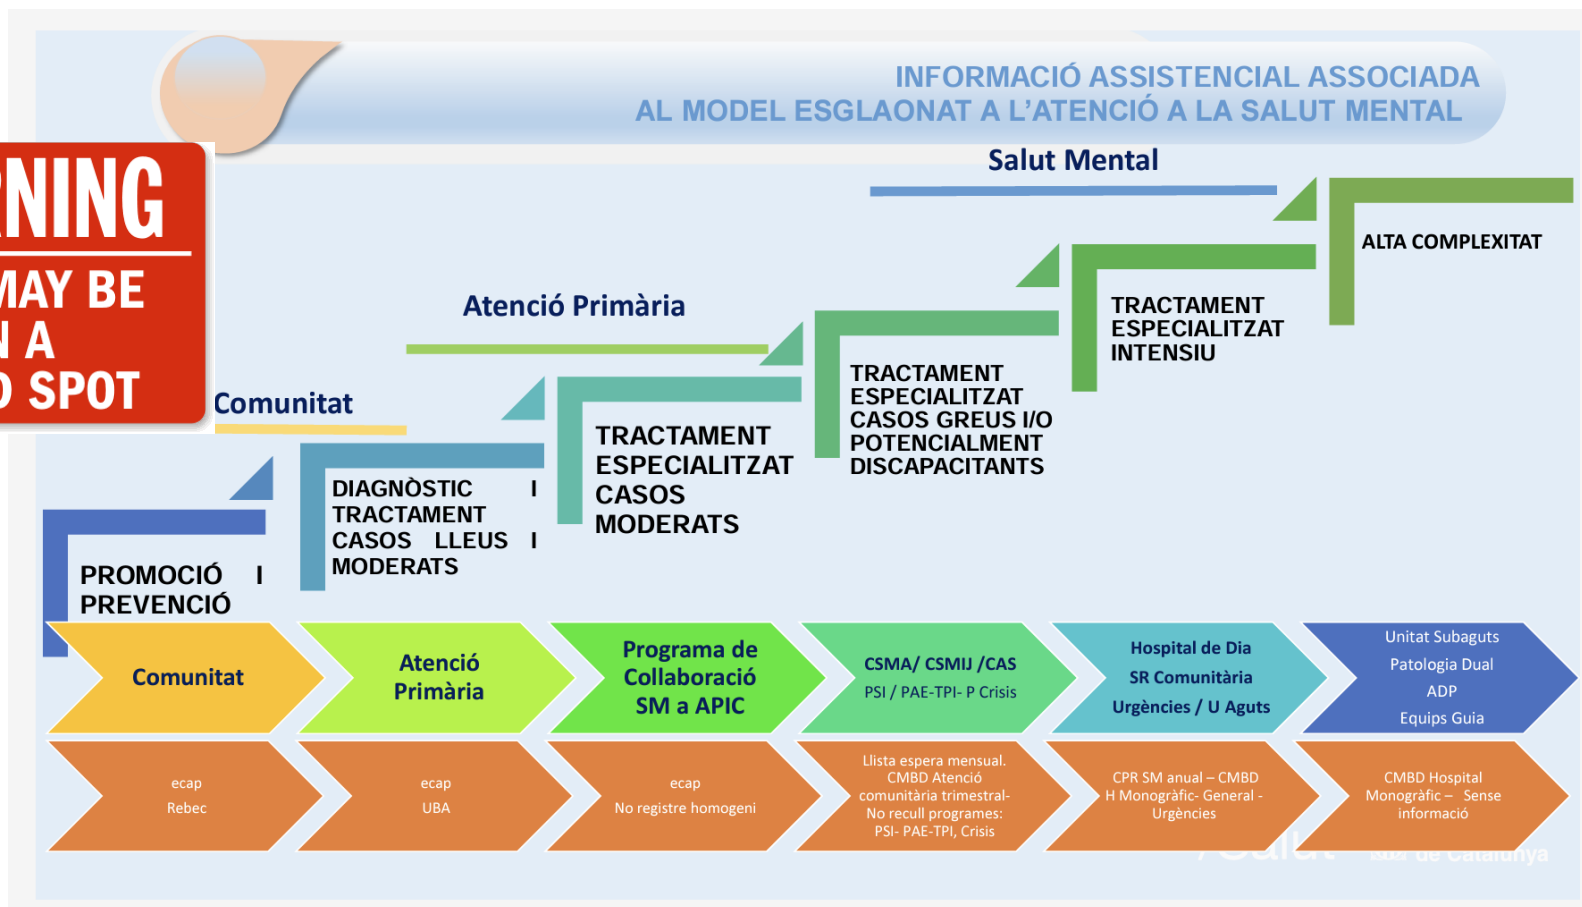 INFORMACIÓ ASSISTENCIAL ASSOCIADA
AL MODEL ESGLAONAT A L'ATENCIÓ A LA SALUT MENTAL
Salut Mental
Atenció Primària
Comunitat
RNING
MAY BE
N A
SPOT
ALTA COMPLEXITAT
TRACTAMENT
ESPECIALITZAT
INTENSIU
TRACTAMENT
ESPECIALITZAT
CASOS GREUS I/O
POTENCIALMENT
DISCAPACITANTS
TRACTAMENT
ESPECIALITZAT
CASOS
MODERATS
DIAGNÒSTIC I
TRACTAMENT
CASOS LLEUS I
MODERATS
PROMOCIÓ I
PREVENCIÓ
Comunitat
Atenció
Primària
Programa de
Collaboració
SM a APIC
CSMA/ CSMIJ /CAS
PSI / PAE-TPI- P Crisis
Hospital de Dia
SR Comunitària
Urgències / U Aguts
Unitat Subaguts
Patologia Dual
ADP
Equips Guia
ecap
Rebec
ecap
UBA
ecap
No registre homogeni
Llista espera mensual.
CMBD Atenció
comunitària trimestral-
No recull programes:
PSI- PAE-TPI, Crisis
CPR SM anual – CMBD
H Monogràfic- General -
Urgències
CMBD Hospital
Monogràfic – Sense
informació
/Salut
de Catalunya